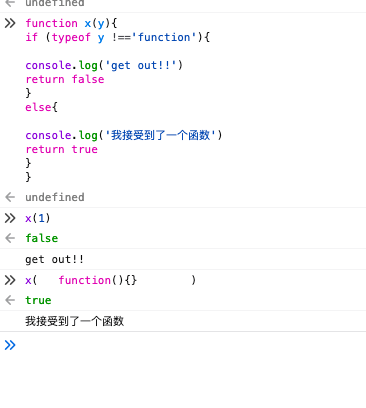 undefined
function x(y){
if (typeof y !=='function'){
console.log('get out!!')
return false
}
else{
console.log('我接受到了一个函数')
return true
}
}
undefined
x(1)
false
get out!!
x(   function(){}        )
true
我接受到了一个函数